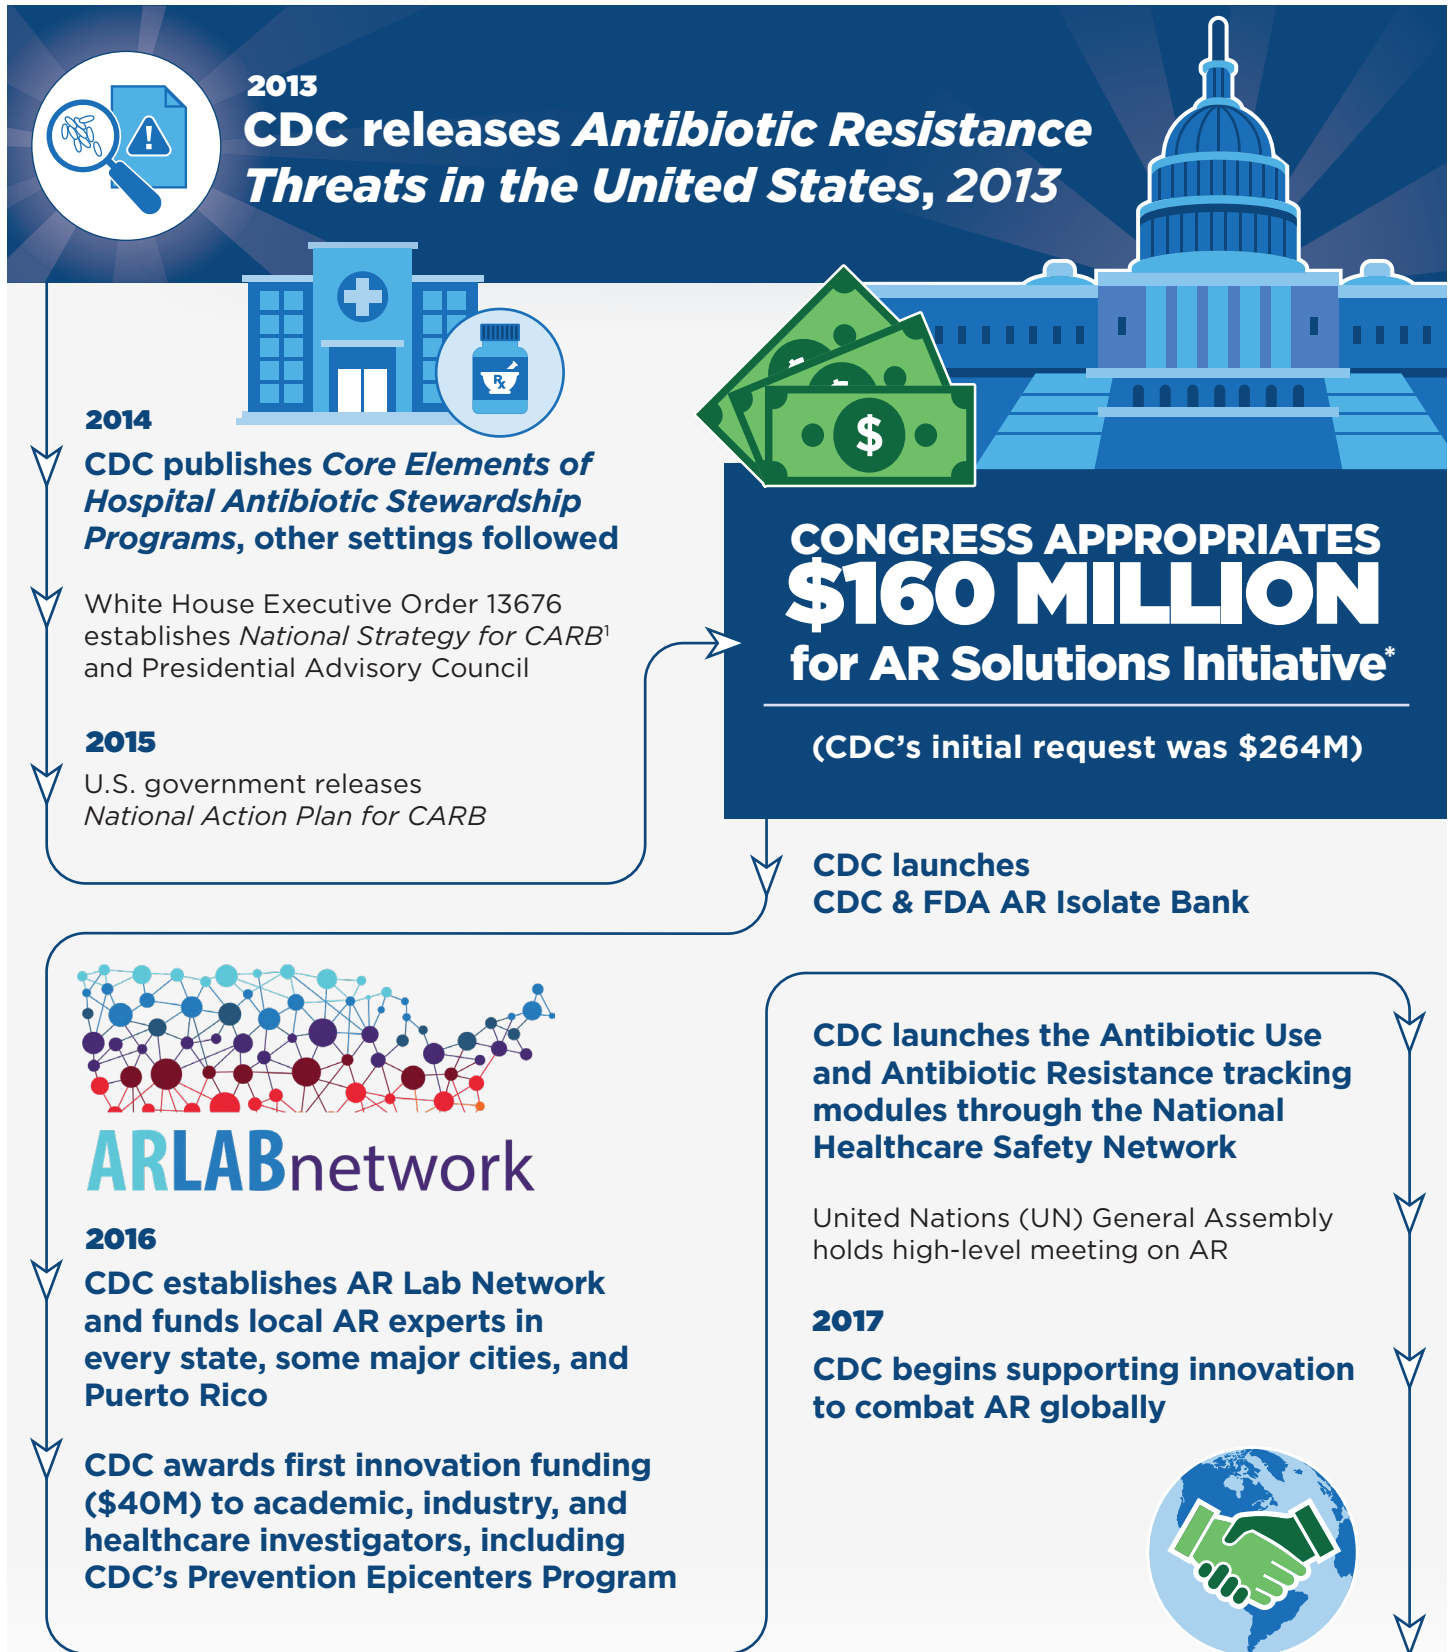 2013
CDC releases Antibiotic Resistance
Threats in the United States, 2013
2014
CDC publishes Core Elements of
Hospital Antibiotic Stewardship
Programs, other settings followed
White House Executive Order 13676
establishes National Strategy for CARB¹
and Presidential Advisory Council
2015
U.S. government releases
National Action Plan for CARB
Rx
$
CONGRESS APPROPRIATES
$160 MILLION
for AR Solutions Initiative*
(CDC’s initial request was $264M)
CDC launches
CDC & FDA AR Isolate Bank
ARLABnetwork
2016
CDC establishes AR Lab Network
and funds local AR experts in
every state, some major cities, and
Puerto Rico
CDC awards first innovation funding
($40M) to academic, industry, and
healthcare investigators, including
CDC’s Prevention Epicenters Program
CDC launches the Antibiotic Use
and Antibiotic Resistance tracking
modules through the National
Healthcare Safety Network
United Nations (UN) General Assembly
holds high-level meeting on AR
2017
CDC begins supporting innovation
to combat AR globally